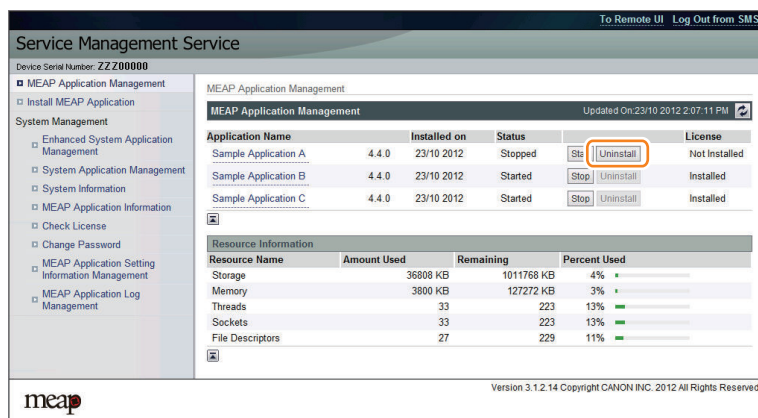 To Remote UI Log Out from SMS
Service Management Service
Device Serial Number: ZZZ00000
MEAP Application Management
Install MEAP Application
System Management
Enhanced System Application
Management
System Application Management
System Information
MEAP Application Information
Check License
Change Password
MEAP Application Setting
Information Management
MEAP Application Log
Management
MEAP Application Management
MEAP Application Management Updated On:23/10 2012 2:07:11 PM
Application Name Installed on Status License
Sample Application A 4.4.0 23/10 2012 Stopped Sta Uninstall Not Installed
Sample Application B 4.4.0 23/10 2012 Started Stop Uninstall Installed
Sample Application C 4.4.0 23/10 2012 Started Stop Uninstall Installed
Resource Information
Resource Name Amount Used Remaining Percent Used
Storage 36808 KB 1011768 KB 4%
Memory 3800 KB 127272 KB 3%
Threads 33 223 13%
Sockets 33 223 13%
File Descriptors 27 229 11%
Version 3.1.2.14 Copyright CANON INC. 2012 All Rights Reserved
meap